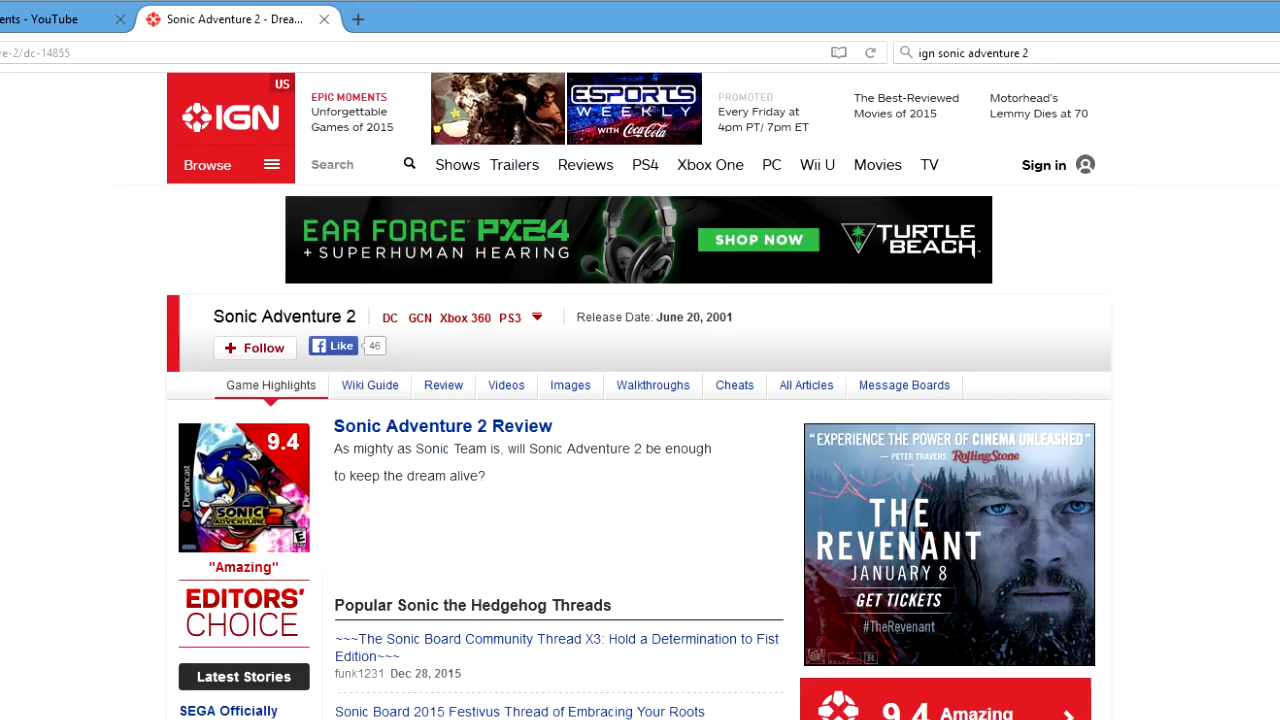 ents - YouTube
Sonic Adventure 2 - Drea...
re-2/dc-14855
ign sonic adventure 2
US
IGN
EPIC MOMENTS
Unforgettable
Games of 2015
ESPORTS
WEEKLY
WITH Coca-Cola
PROMOTED
Every Friday at
4pm PT/ 7pm ET
The Best-Reviewed
Movies of 2015
Motorhead's
Lemmy Dies at 70
Browse
Search
Shows Trailers Reviews PS4 Xbox One PC Wii U Movies TV
Sign in
EAR FORCE PX24
+ SUPERHUMAN HEARING
SHOP NOW
TURTLE
BEACH
Sonic Adventure 2
DC GCN Xbox 360 PS3
Release Date: June 20, 2001
+ Follow
Like
46
Game Highlights Wiki Guide Review Videos Images Walkthroughs Cheats All Articles Message Boards
9.4
Dreamcast
SONIC
ADVENTURE 2
E
"Amazing"
EDITORS'
CHOICE
Latest Stories
SEGA Officially
Sonic Adventure 2 Review
As mighty as Sonic Team is, will Sonic Adventure 2 be enough
to keep the dream alive?
Popular Sonic the Hedgehog Threads
~~~The Sonic Board Community Thread X3: Hold a Determination to Fist
Edition~~~
funk1231 Dec 28, 2015
Sonic Board 2015 Festivus Thread of Embracing Your Roots
"EXPERIENCE THE POWER OF CINEMA UNLEASHED"
— PETER TRAVERS, RollingStone
THE
REVENANT
JANUARY 8
GET TICKETS
#TheRevenant
R
9.4 Amazing